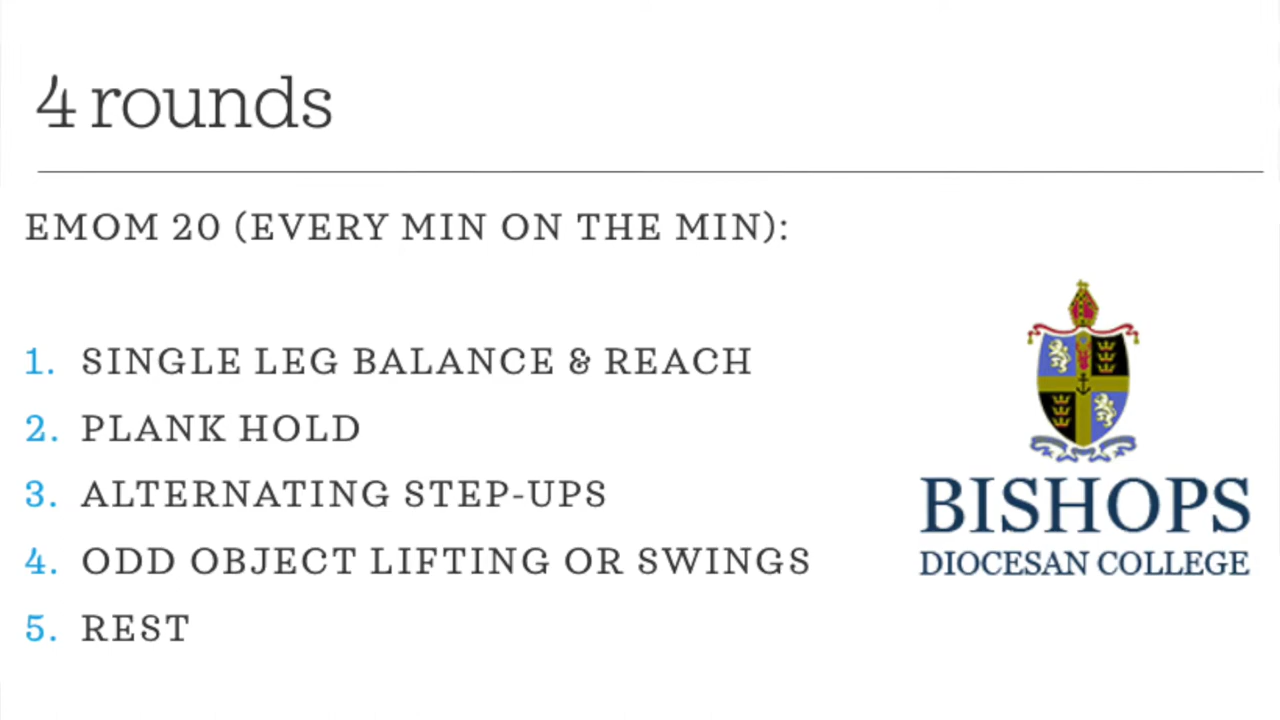 4 rounds
EMOM 20 (EVERY MIN ON THE MIN):
1. SINGLE LEG BALANCE & REACH
2. PLANK HOLD
3. ALTERNATING STEP-UPS
4. ODD OBJECT LIFTING OR SWINGS
5. REST
BISHOPS
DIOCESAN COLLEGE